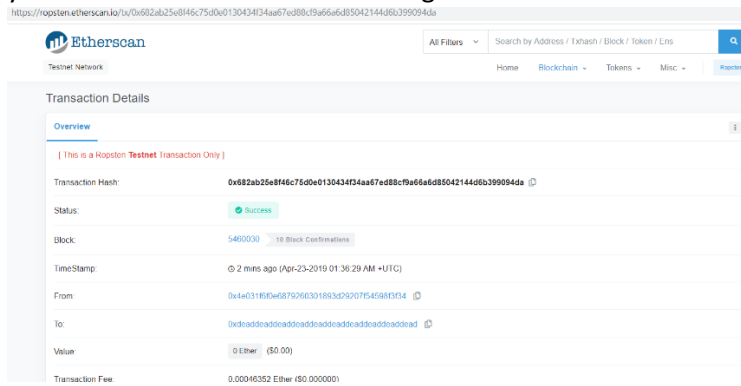 https://ropsten.etherscan.io/tx/0x682ab25e8f46c75d0e0130434f34aa67ed88cf9a66a6d85042144d6b399094da
Etherscan
All Filters
Search by Address / Txhash / Block / Token / Ens
Testnet Network
Home Blockchain Tokens Misc Ropsten
Transaction Details
Overview
[ This is a Ropsten Testnet Transaction Only ]
Transaction Hash: 0x682ab25e8f46c75d0e0130434f34aa67ed88cf9a66a6d85042144d6b399094da
Status: Success
Block: 5460030 10 Block Confirmations
TimeStamp: 2 mins ago (Apr-23-2019 01:36:29 AM +UTC)
From: 0x4e031f6f0e6879260301893d29207f54598f3f34
To: 0xdeaddeaddeaddeaddeaddeaddeaddeaddeaddead
Value 0 Ether ($0.00)
Transaction Fee: 0.00046352 Ether ($0.000000)